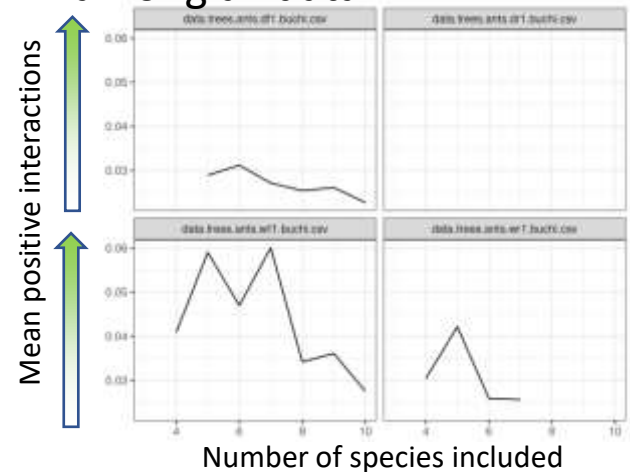 data.trees.ants.df1.buchi.csv
data.trees.ants.dr1.buchi.csv
0.06
0.05
0.04
0.03
data.trees.ants.wf1.buchi.csv
data.trees.ants.wr1.buchi.csv
0.06
0.05
0.04
0.03
Mean positive interactions
4
6
8
10
4
6
8
10
Number of species included